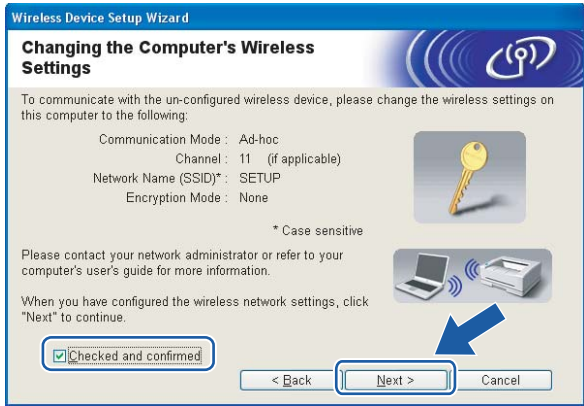 Wireless Device Setup Wizard
Changing the Computer's Wireless
Settings
To communicate with the un-configured wireless device, please change the wireless settings on
this computer to the following:
Communication Mode : Ad-hoc
Channel : 11 (if applicable)
Network Name (SSID)* : SETUP
Encryption Mode : None
* Case sensitive
Please contact your network administrator or refer to your
computer's user's guide for more information.
When you have configured the wireless network settings, click
"Next" to continue.
Checked and confirmed
< Back Next > Cancel